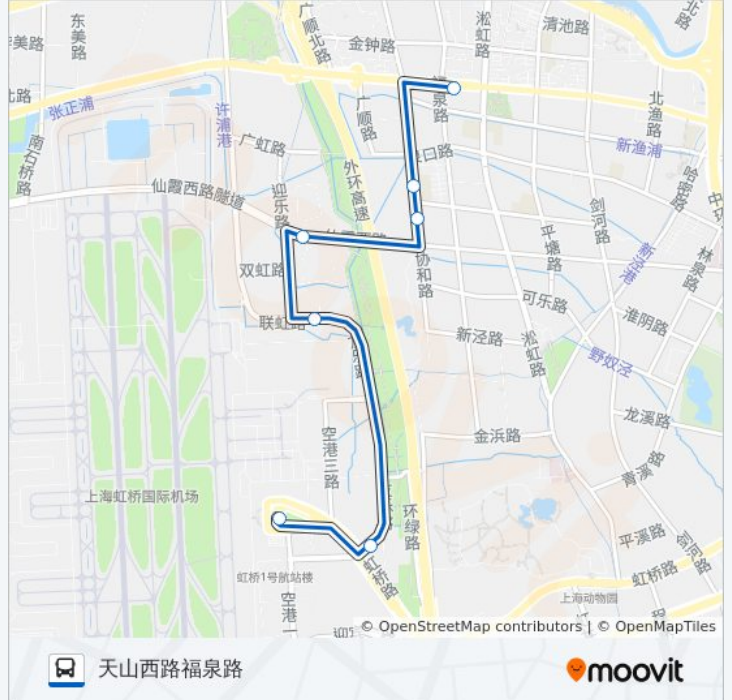 东美路
广顺北路
金钟路
淞虹路
清池路
北路
张正浦
许浦港
广顺路
福泉路
北渔路
新渔浦
南石桥路
广虹路
外环高速
哈密路
仙霞西路隧道
迎乐路
剑河路
双虹路
协和路
平塘路
新泾港
林泉路
可乐路
联虹路
新泾路
淞虹路
淮阴路
野奴泾
龙溪路
空港三路
金浜路
青溪路
上海虹桥国际机场
环绿路
平溪路
剑河路
虹桥1号航站楼
虹桥路
虹桥路
上海动物园
空港一
© OpenStreetMap contributors | © OpenMapTiles
天山西路福泉路
moovit